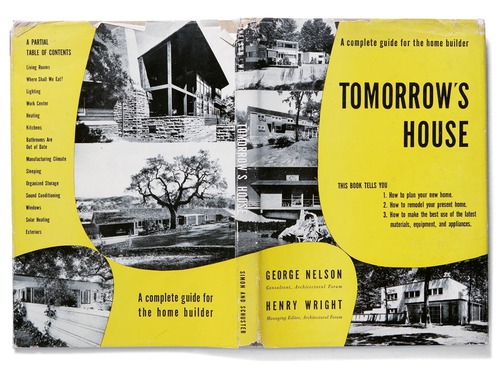 A PARTIAL
TABLE OF CONTENTS
Living Rooms
Where Shall We Eat?
Lighting
Work Center
Heating
Kitchens
Bathrooms Are
Out of Date
Manufacturing Climate
Sleeping
Organized Storage
Sound Conditioning
Windows
Solar Heating
Exteriors
A complete guide for
the home builder
TOMORROW'S HOUSE
SIMON AND SCHUSTER
A complete guide for the home builder
TOMORROW'S
HOUSE
THIS BOOK TELLS YOU
1. How to plan your new home.
2. How to remodel your present home.
3. How to make the best use of the latest
materials, equipment, and appliances.
GEORGE NELSON
Consultant, Architectural Forum
HENRY WRIGHT
Managing Editor, Architectural Forum